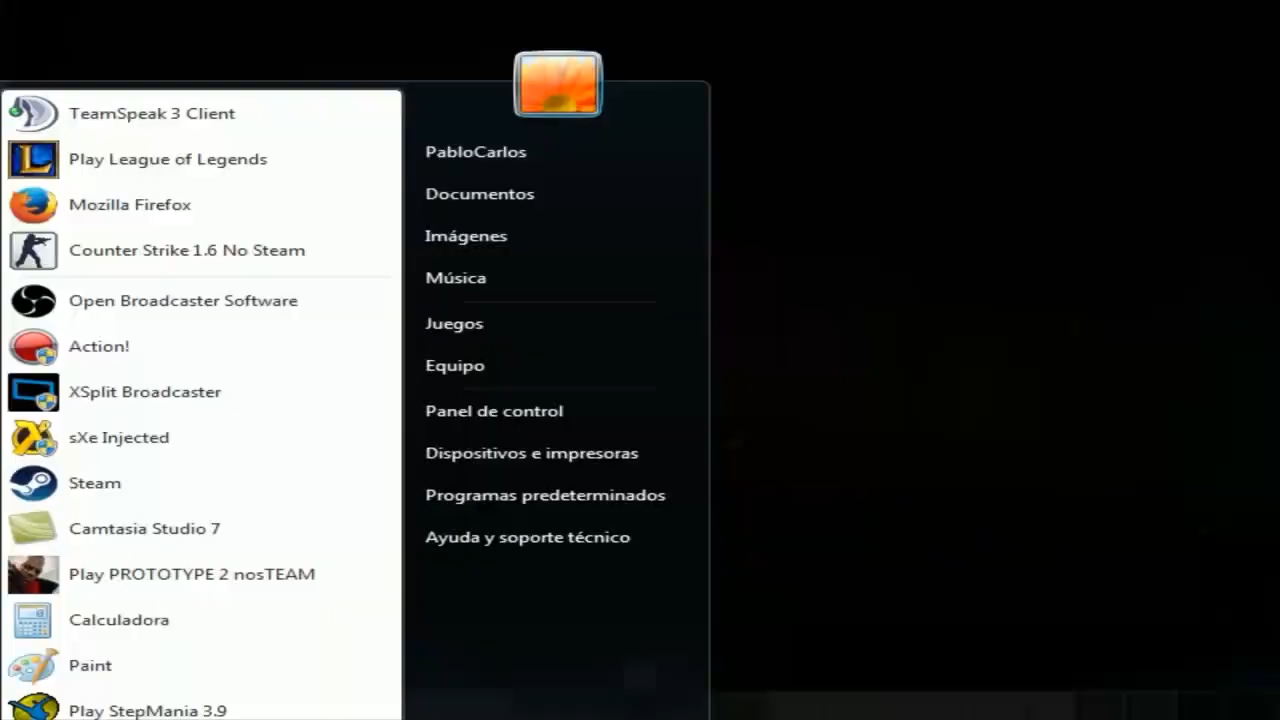 TeamSpeak 3 Client
Play League of Legends
Mozilla Firefox
Counter Strike 1.6 No Steam
Open Broadcaster Software
Action!
XSplit Broadcaster
sXe Injected
Steam
Camtasia Studio 7
Play PROTOTYPE 2 nosTEAM
Calculadora
Paint
Play StepMania 3.9
PabloCarlos
Documentos
Imágenes
Música
Juegos
Equipo
Panel de control
Dispositivos e impresoras
Programas predeterminados
Ayuda y soporte técnico